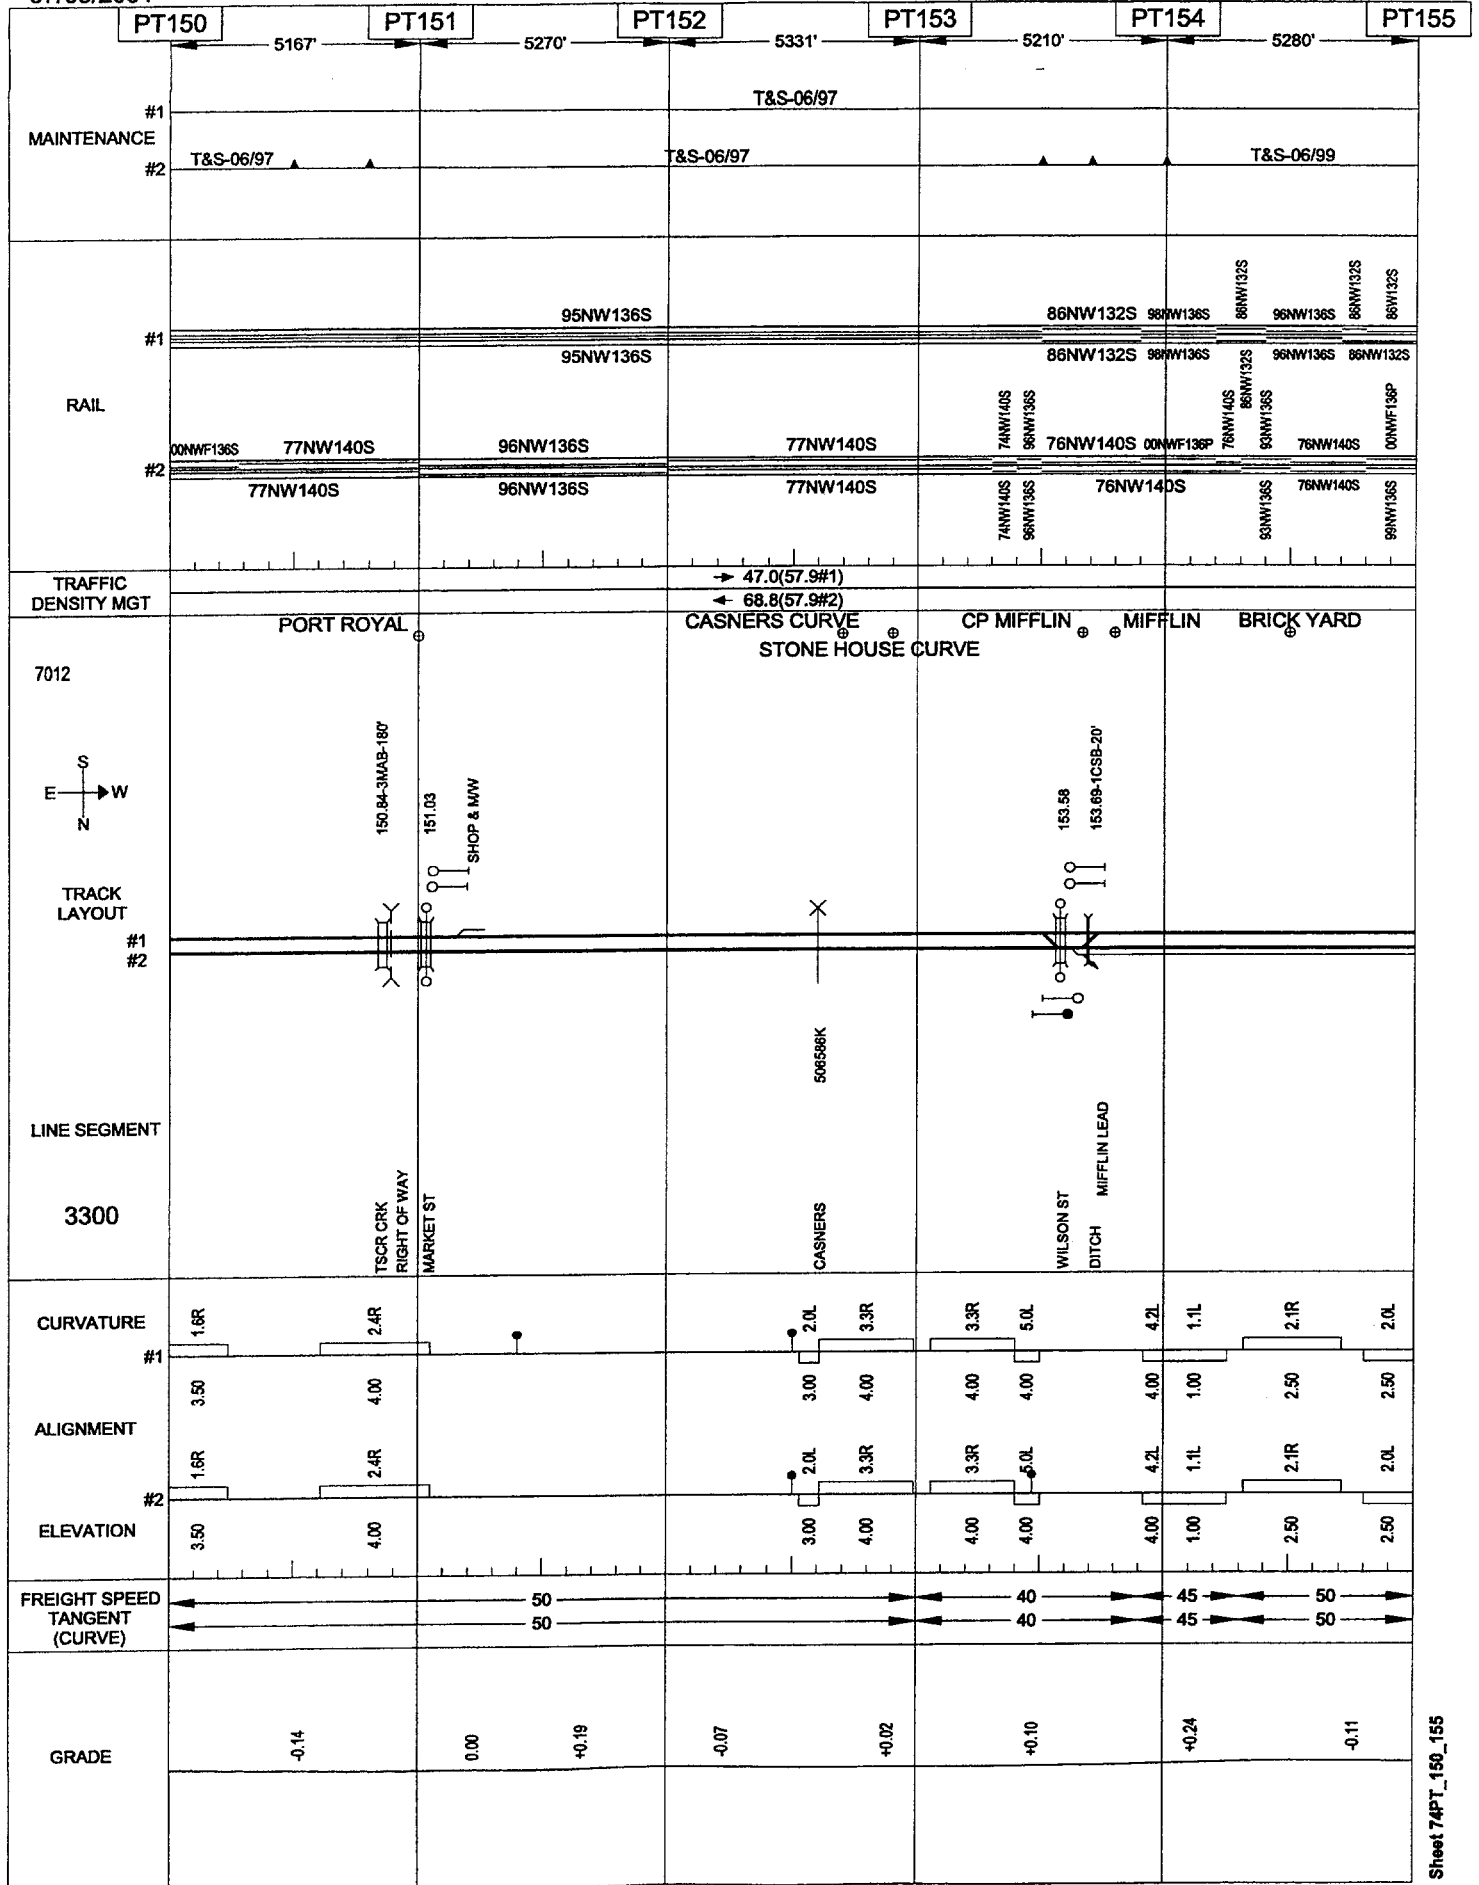 PT150 PT151 PT152 PT153 PT154 PT155
5167' 5270' 5331' 5210' 5280'
MAINTENANCE
#1 T&S-06/97
#2 T&S-06/97 T&S-06/97 T&S-06/99
RAIL
86NW132S 86NW132S 86W132S
95NW136S 86NW132S 98NW136S 96NW136S
#1
95NW136S 86NW132S 98NW136S 86NW132S 96NW136S 86NW132S
74NW140S 96NW136S 76NW140S 93NW136S 00NWF136P
00NWF136S 77NW140S 96NW136S 77NW140S 76NW140S 00NWF136P 76NW140S
#2
77NW140S 96NW136S 77NW140S 74NW140S 96NW136S 76NW140S 93NW136S 76NW140S 99NW136S
TRAFFIC
DENSITY MGT
→ 47.0(57.9#1)
← 68.8(57.9#2)
PORT ROYAL CASNERS CURVE CP MIFFLIN MIFFLIN BRICK YARD
STONE HOUSE CURVE
7012
S
E W
N
150.84-3MAB-180' 151.03 SHOP & M/W 153.58 153.69-1CSB-20'
TRACK
LAYOUT
#1
#2
506586K
LINE SEGMENT
3300
TSCR CRK
RIGHT OF WAY
MARKET ST
CASNERS
WILSON ST
DITCH
MIFFLIN LEAD
CURVATURE
1.6R 2.4R 2.0L 3.3R 3.3R 5.0L 4.2L 1.1L 2.1R 2.0L
#1
3.50 4.00 3.00 4.00 4.00 4.00 4.00 1.00 2.50 2.50
ALIGNMENT
1.6R 2.4R 2.0L 3.3R 3.3R 5.0L 4.2L 1.1L 2.1R 2.0L
#2
ELEVATION
3.50 4.00 3.00 4.00 4.00 4.00 4.00 1.00 2.50 2.50
FREIGHT SPEED
TANGENT
(CURVE)
50 40 45 50
50 40 45 50
GRADE
-0.14 0.00 +0.19 -0.07 +0.02 +0.10 +0.24 -0.11
Sheet 74PT_150_155